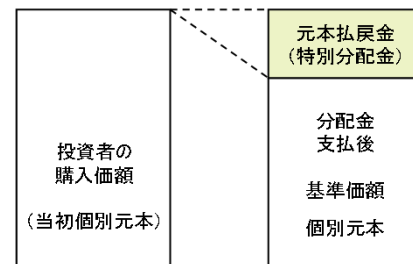 投資者の
購入価額
(当初個別元本)
元本払戻金
(特別分配金)
分配金
支払後
基準価額
個別元本